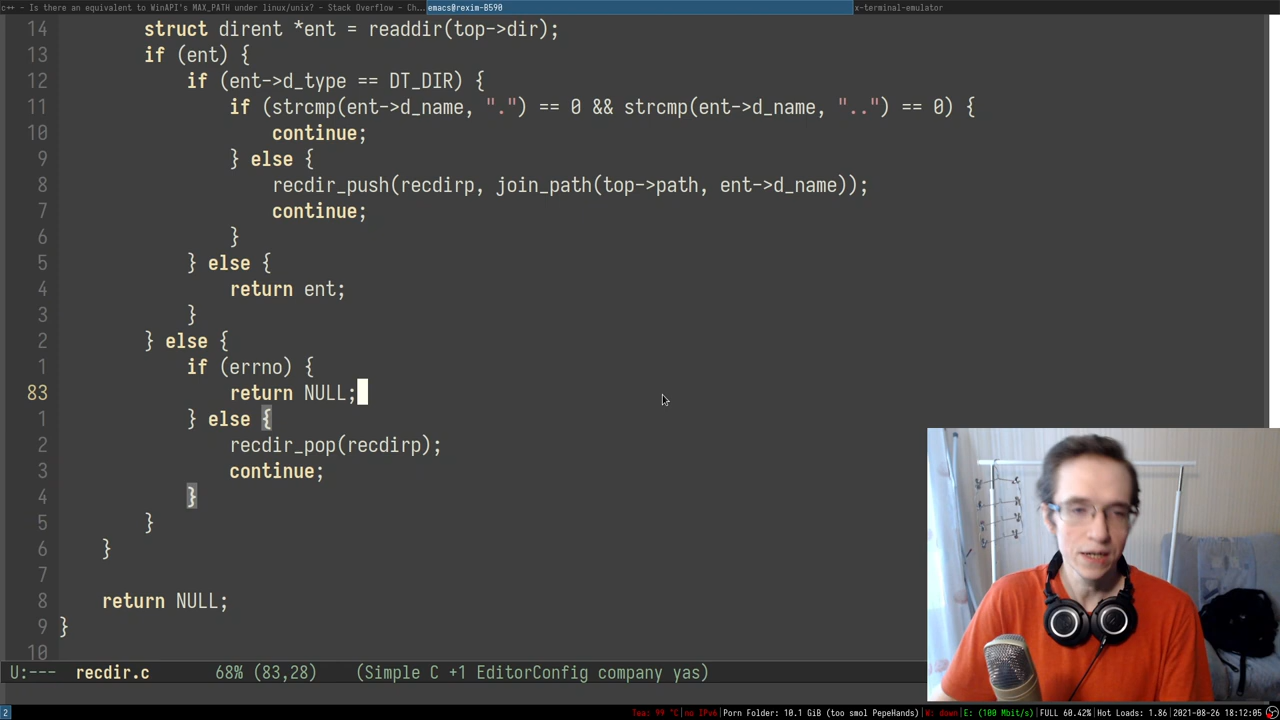 c++ - Is there an equivalent to WinAPI's MAX_PATH under linux/unix? - Stack Overflow - Ch... emacs@rexim-B590 x-terminal-emulator
14 struct dirent *ent = readdir(top->dir);
13 if (ent) {
12 if (ent->d_type == DT_DIR) {
11 if (strcmp(ent->d_name, ".") == 0 && strcmp(ent->d_name, "..") == 0) {
10 continue;
9 } else {
8 recdir_push(recdirp, join_path(top->path, ent->d_name));
7 continue;
6 }
5 } else {
4 return ent;
3 }
2 } else {
1 if (errno) {
83 return NULL;
1 } else {
2 recdir_pop(recdirp);
3 continue;
4 }
5 }
6 }
7
8 return NULL;
9 }
10
U:--- recdir.c 68% (83,28) (Simple C +1 EditorConfig company yas)
2 Tea: 99 °C|no IPv6|Porn Folder: 10.1 GiB (too smol PepeHands)|W: down|E: (100 Mbit/s)|FULL 60.42%|Hot Loads: 1.86|2021-08-26 18:12:05